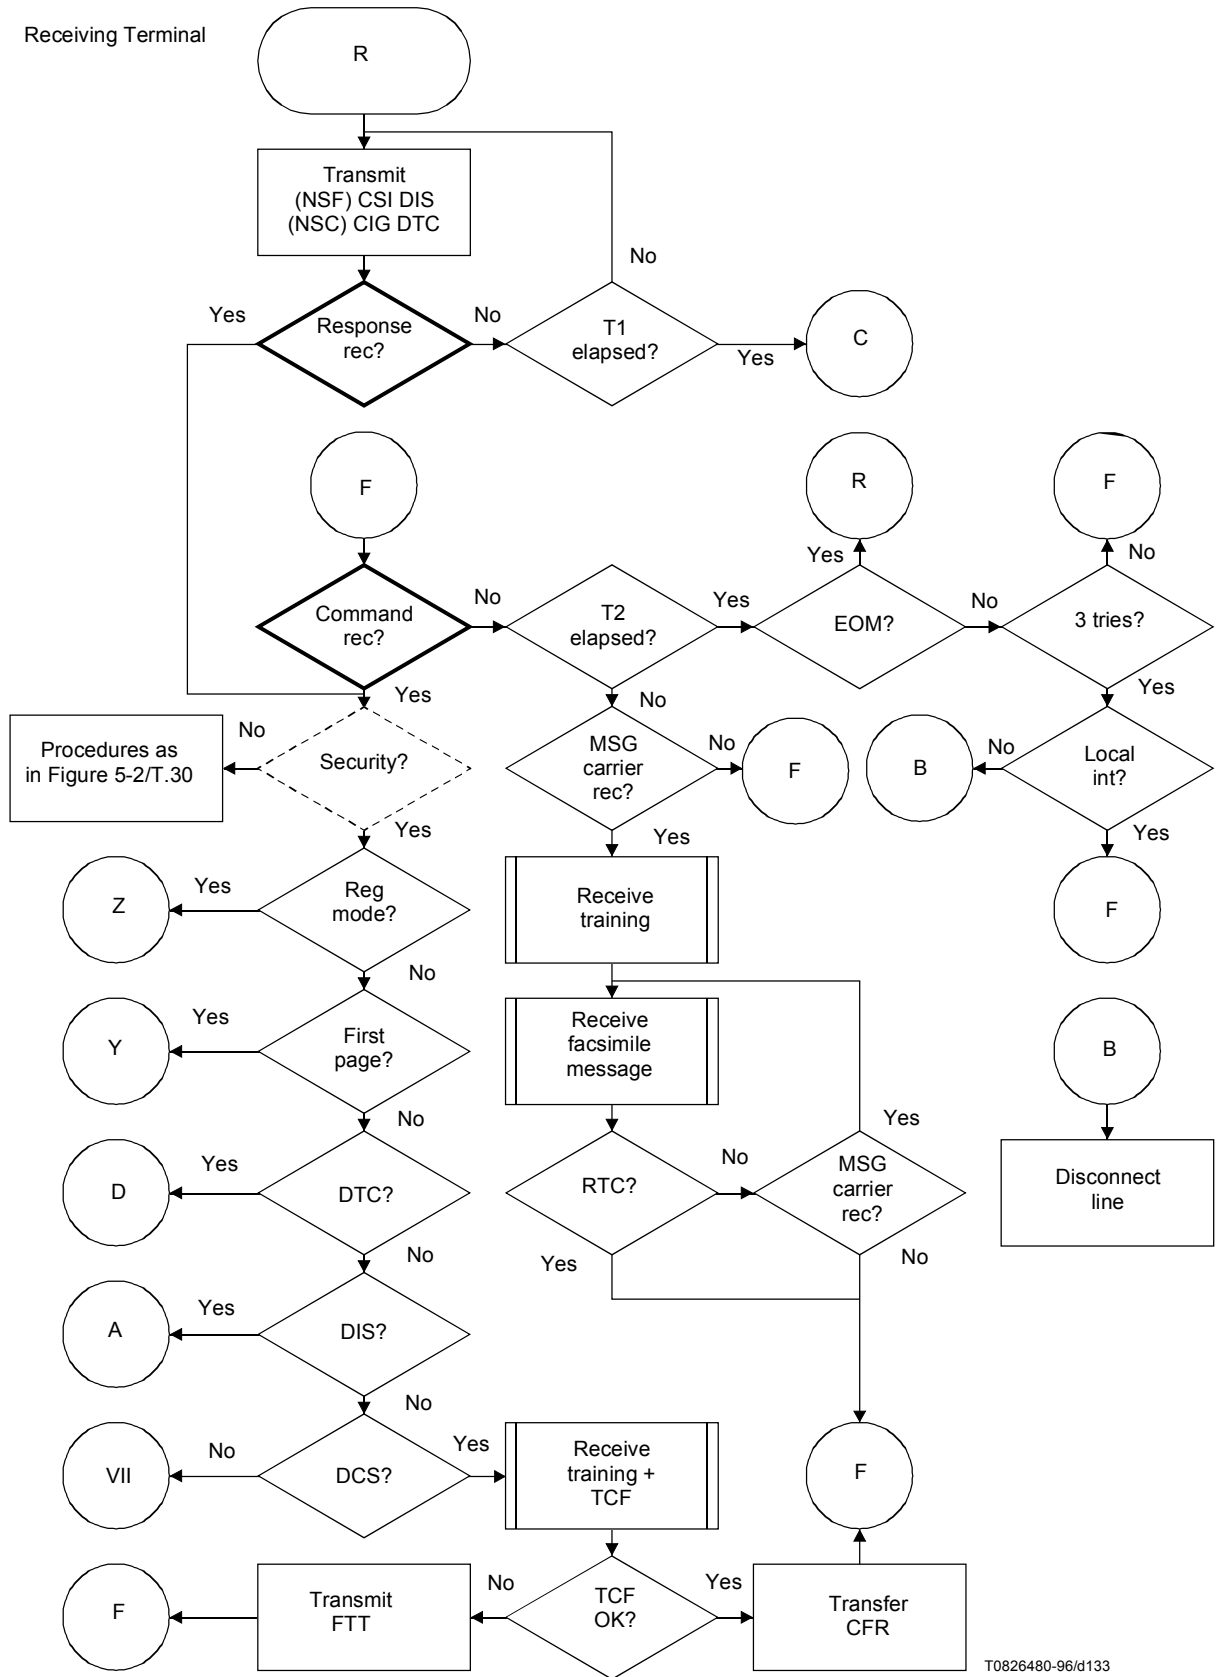 Receiving Terminal
R
Transmit
(NSF) CSI DIS
(NSC) CIG DTC
No
Yes
Response
rec?
No
T1
elapsed?
Yes
C
F
R
F
Yes
No
Command
rec?
No
T2
elapsed?
Yes
EOM?
No
3 tries?
Yes
No
Yes
Procedures as
in Figure 5-2/T.30
No
Security?
MSG
carrier
rec?
No
F
B
No
Local
int?
Yes
Yes
Yes
Z
Yes
Reg
mode?
Receive
training
F
No
Y
Yes
First
page?
Receive
facsimile
message
B
No
Yes
D
Yes
DTC?
RTC?
No
MSG
carrier
rec?
Disconnect
line
No
Yes
No
A
Yes
DIS?
No
VII
No
DCS?
Yes
Receive
training +
TCF
F
F
Transmit
FTT
No
TCF
OK?
Yes
Transfer
CFR
T0826480-96/d133